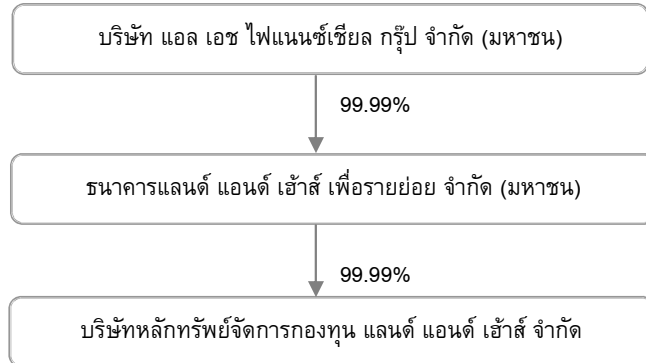 บริษัท แอล เอช ไฟแนนซ์เชียล กรุ๊ป จำกัด (มหาชน)
99.99%
ธนาคารแลนด์ แอนด์ เฮ้าส์ เพื่อรายย่อย จำกัด (มหาชน)
99.99%
บริษัทหลักทรัพย์จัดการกองทุน แลนด์ แอนด์ เฮ้าส์ จำกัด